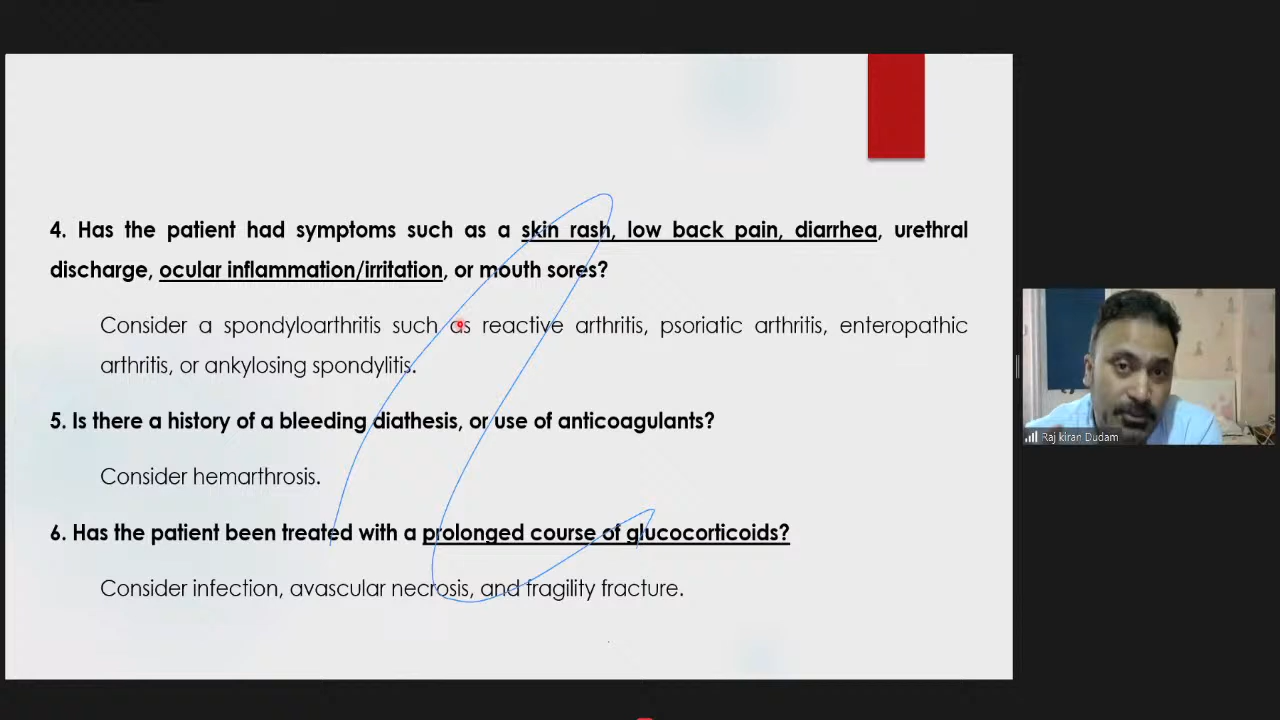 4. Has the patient had symptoms such as a skin rash, low back pain, diarrhea, urethral
discharge, ocular inflammation/irritation, or mouth sores?
Consider a spondyloarthritis such as reactive arthritis, psoriatic arthritis, enteropathic
arthritis, or ankylosing spondylitis.
5. Is there a history of a bleeding diathesis, or use of anticoagulants?
Consider hemarthrosis.
6. Has the patient been treated with a prolonged course of glucocorticoids?
Consider infection, avascular necrosis, and fragility fracture.
Raj kiran Dudam